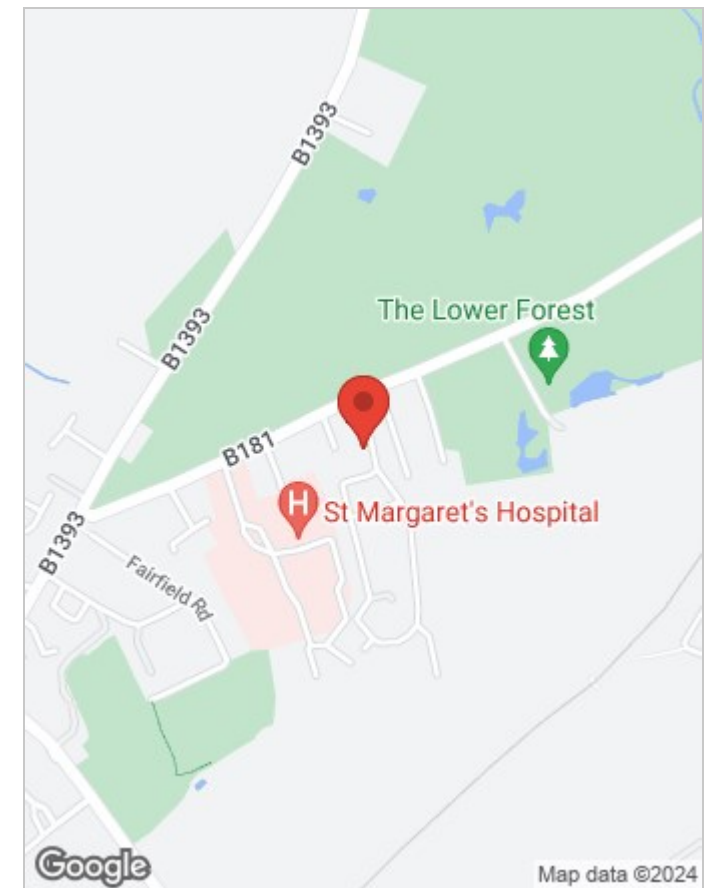 B1393
B1393
The Lower Forest
B181
H
St Margaret's Hospital
B1393
Fairfield Rd
Google
Map data ©2024